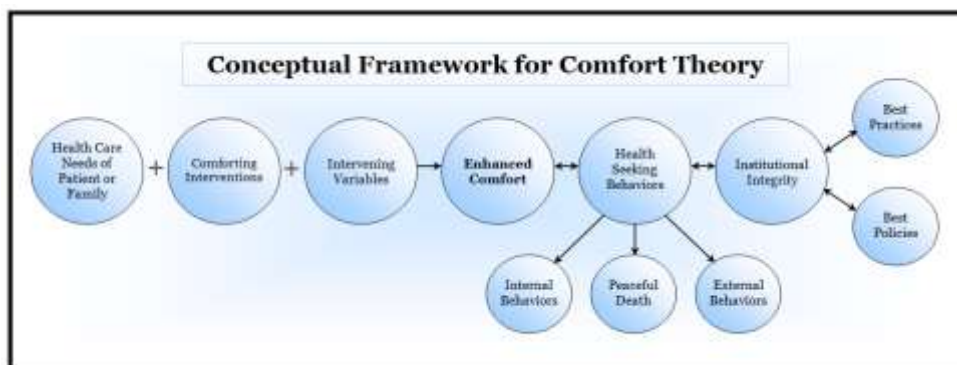 Conceptual Framework for Comfort Theory
Health Care
Needs of
Patient or
Family
+
Comforting
Interventions
+
Intervening
Variables
Enhanced
Comfort
Health
Seeking
Behaviors
Institutional
Integrity
Best
Practices
Best
Policies
Internal
Behaviors
Peaceful
Death
External
Behaviors